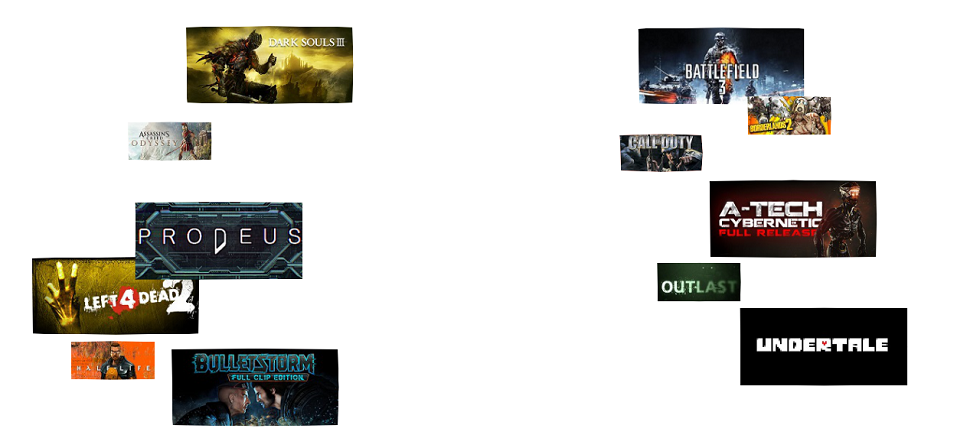 DARK SOULS III
ASSASSIN'S
CREED
ODYSSEY
PRODEUS
LEFT 4 DEAD 2
HALF-LIFE
BULLETSTORM
FULL CLIP EDITION
BATTLEFIELD
3
BORDERLANDS 2
CALL OF DUTY
A-TECH
CYBERNETIC
FULL RELEASE
OUTLAST
UNDERTALE